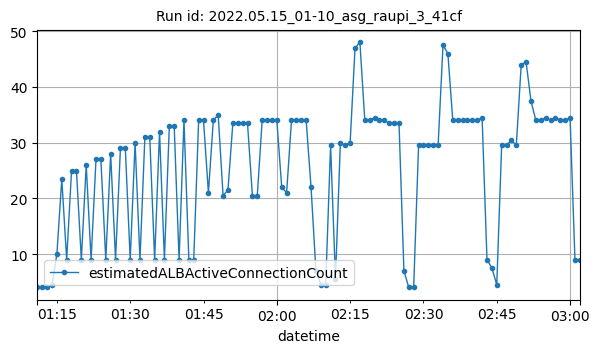 Run id: 2022.05.15_01-10_asg_raupi_3_41cf
50
40
30
20
10
estimatedALBActiveConnectionCount
01:15 01:30 01:45 02:00 02:15 02:30 02:45 03:00
datetime